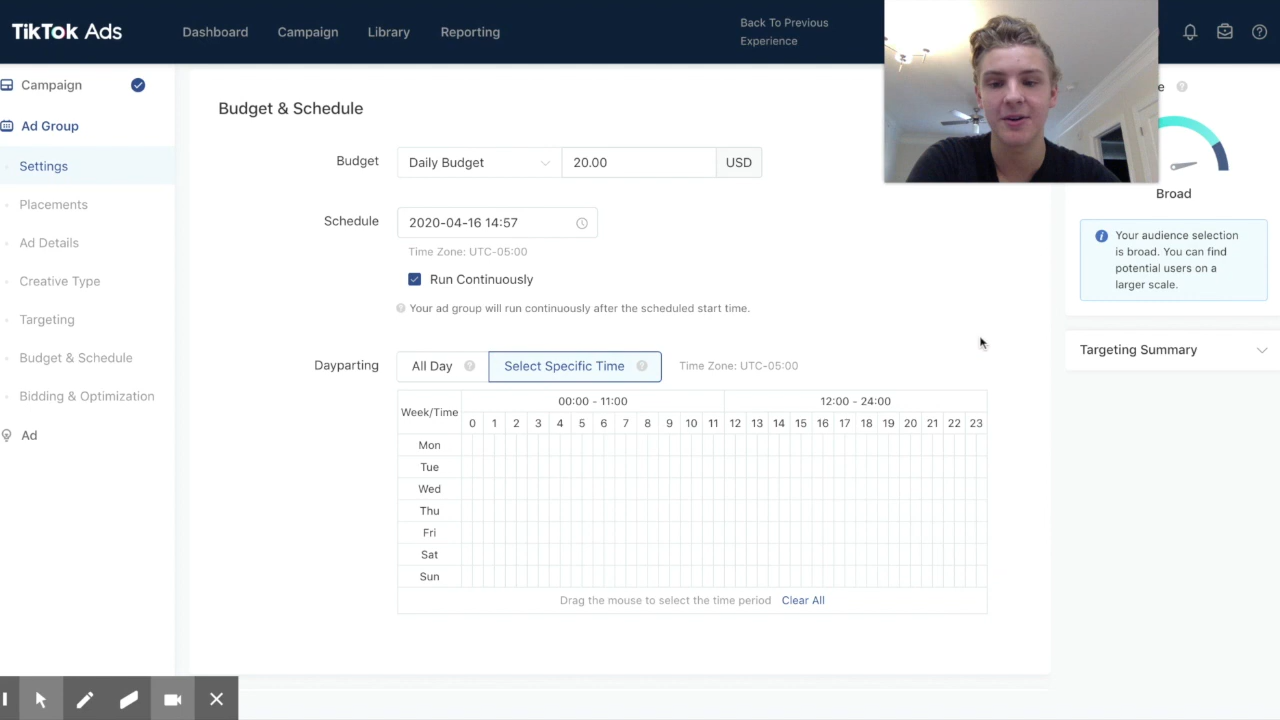 TikTok Ads
Dashboard
Campaign
Library
Reporting
Back To Previous
Experience
Campaign
Ad Group
Settings
Placements
Ad Details
Creative Type
Targeting
Budget & Schedule
Bidding & Optimization
Ad
Budget & Schedule
Budget
Daily Budget
20.00
USD
Schedule
2020-04-16 14:57
Time Zone: UTC-05:00
Run Continuously
Your ad group will run continuously after the scheduled start time.
Dayparting
All Day
Select Specific Time
Time Zone: UTC-05:00
Week/Time
00:00 - 11:00
12:00 - 24:00
0 1 2 3 4 5 6 7 8 9 10 11 12 13 14 15 16 17 18 19 20 21 22 23
Mon
Tue
Wed
Thu
Fri
Sat
Sun
Drag the mouse to select the time period Clear All
e
Broad
Your audience selection
is broad. You can find
potential users on a
larger scale.
Targeting Summary